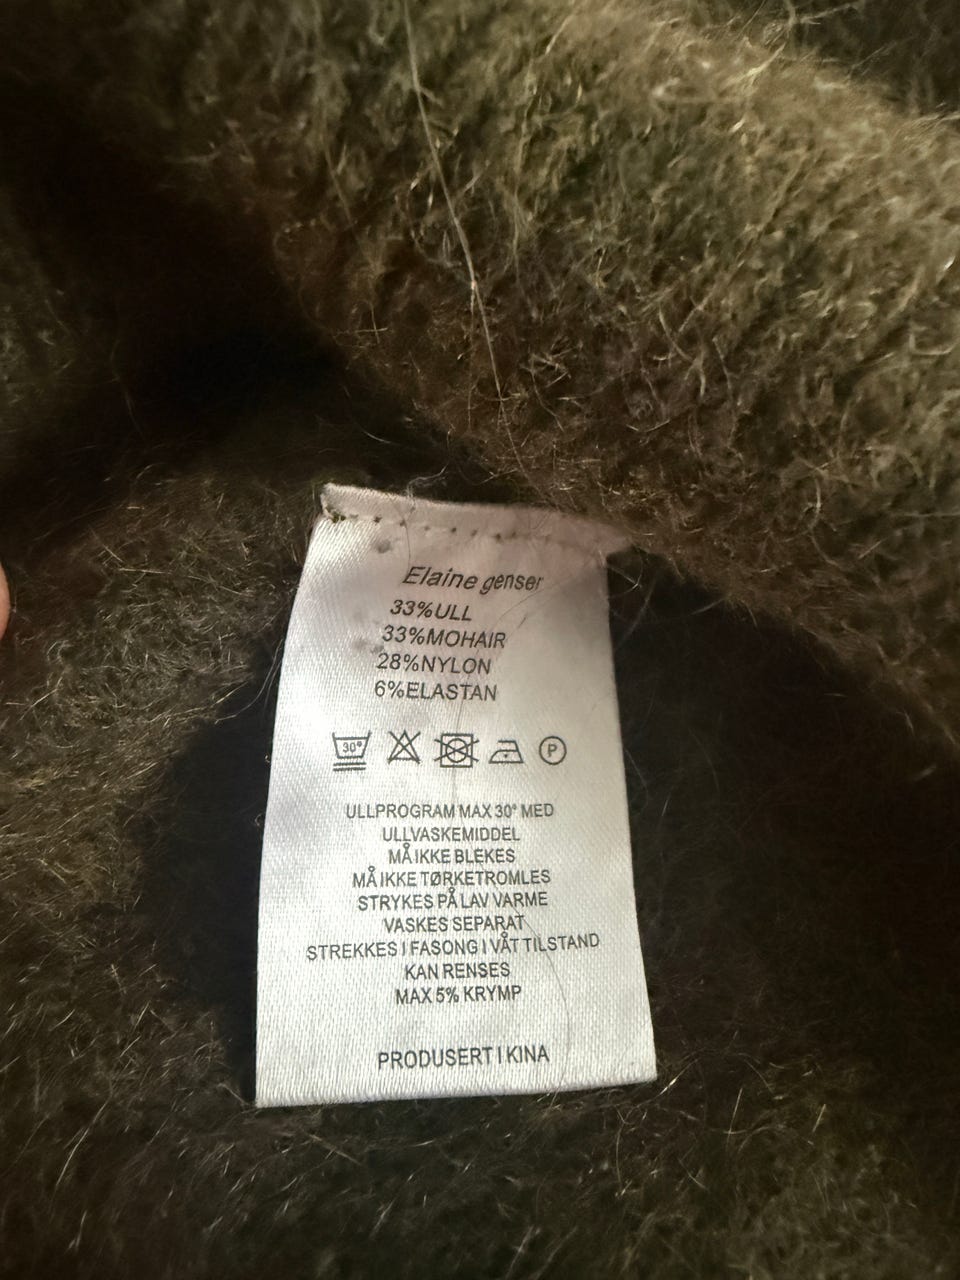 Elaine genser
33%ULL
33%MOHAIR
28%NYLON
6%ELASTAN
30° P
ULLPROGRAM MAX 30° MED
ULLVASKEMIDDEL
MÅ IKKE BLEKES
MÅ IKKE TØRKETROMLES
STRYKES PÅ LAV VARME
VASKES SEPARAT
STREKKES I FASONG I VÅT TILSTAND
KAN RENSES
MAX 5% KRYMP
PRODUSERT I KINA